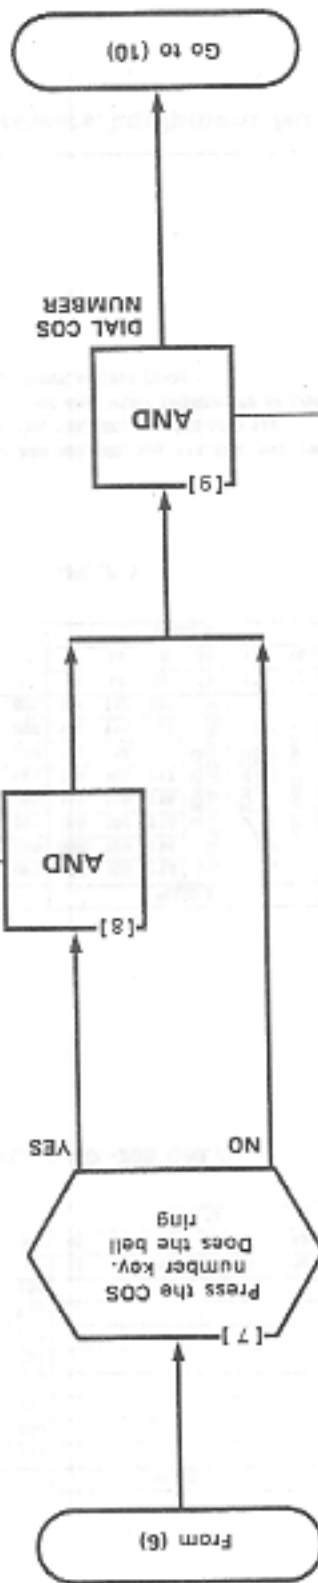 From (6)
[7]
Press the COS
number key.
Does the bell
ring
NO
YES
[8]
AND
[9]
AND
DIAL COS
NUMBER
Go to (10)